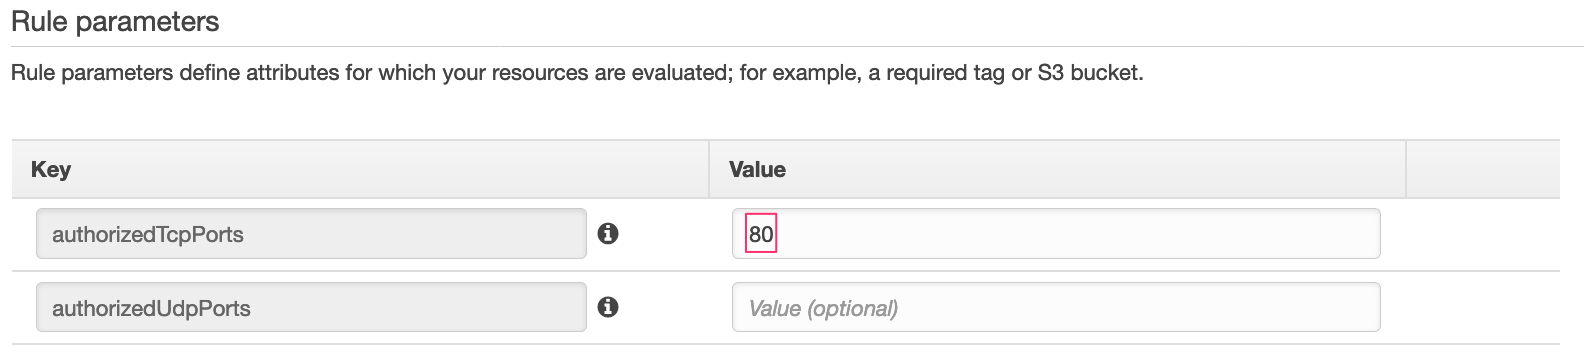 Rule parameters
Rule parameters define attributes for which your resources are evaluated; for example, a required tag or S3 bucket.
Key Value
authorizedTcpPorts 80
authorizedUdpPorts Value (optional)